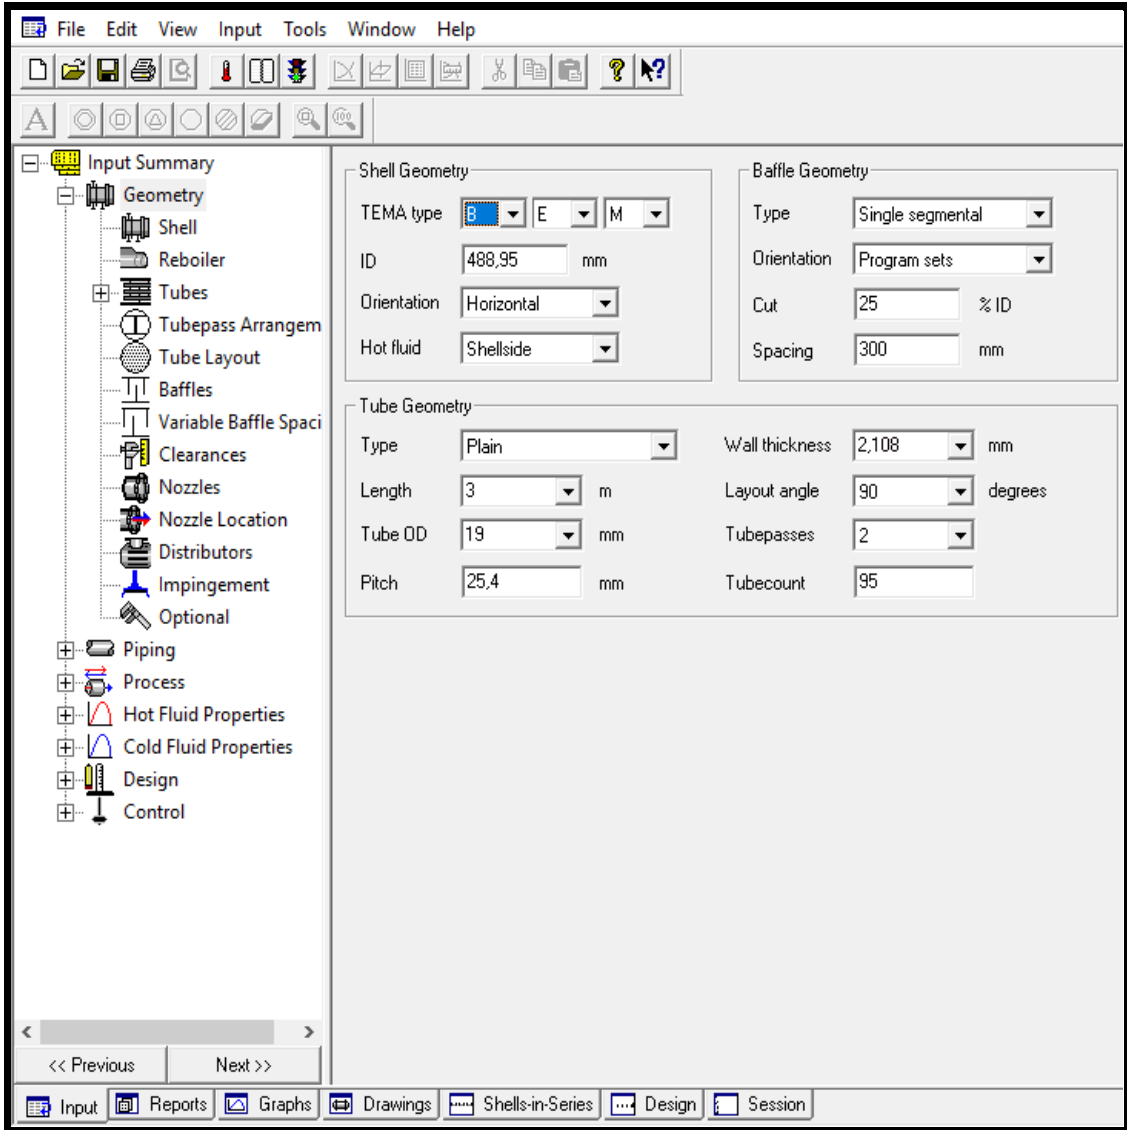 File Edit View Input Tools Window Help
Input Summary
Geometry
Shell
Reboiler
Tubes
Tubepass Arrangem
Tube Layout
Baffles
Variable Baffle Spaci
Clearances
Nozzles
Nozzle Location
Distributors
Impingement
Optional
Piping
Process
Hot Fluid Properties
Cold Fluid Properties
Design
Control
<< Previous Next >>
Shell Geometry
TEMA type B E M
ID 488,95 mm
Orientation Horizontal
Hot fluid Shellside
Baffle Geometry
Type Single segmental
Orientation Program sets
Cut 25 % ID
Spacing 300 mm
Tube Geometry
Type Plain Wall thickness 2,108 mm
Length 3 m Layout angle 90 degrees
Tube OD 19 mm Tubepasses 2
Pitch 25,4 mm Tubecount 95
Input Reports Graphs Drawings Shells-in-Series Design Session